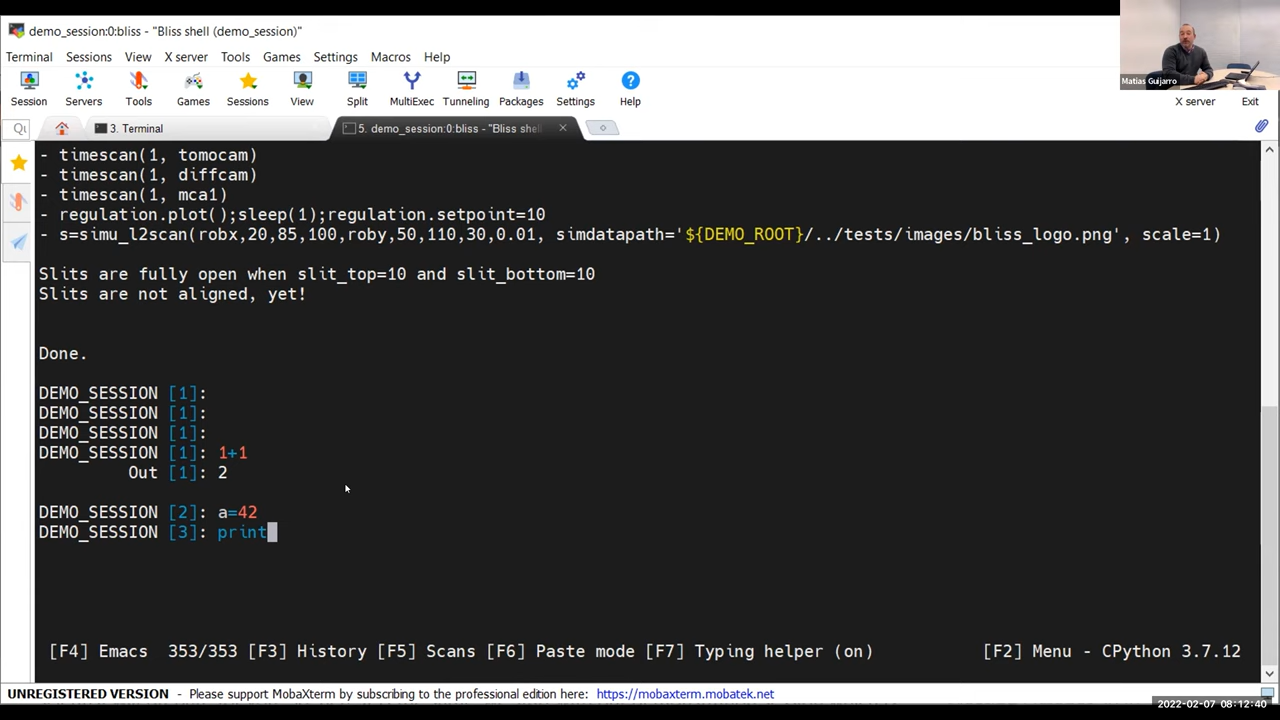 demo_session:0:bliss - "Bliss shell (demo_session)"
Terminal Sessions View X server Tools Games Settings Macros Help
Session Servers Tools Games Sessions View Split MultiExec Tunneling Packages Settings Help X server Exit
Matias Guijarro
Qu 3. Terminal 5. demo_session:0:bliss - "Bliss shell
- timescan(1, tomocam)
- timescan(1, diffcam)
- timescan(1, mca1)
- regulation.plot();sleep(1);regulation.setpoint=10
- s=simu_l2scan(robx,20,85,100,roby,50,110,30,0.01, simdatapath='${DEMO_ROOT}/../tests/images/bliss_logo.png', scale=1)
Slits are fully open when slit_top=10 and slit_bottom=10
Slits are not aligned, yet!
Done.
DEMO_SESSION [1]:
DEMO_SESSION [1]:
DEMO_SESSION [1]:
DEMO_SESSION [1]: 1+1
Out [1]: 2
DEMO_SESSION [2]: a=42
DEMO_SESSION [3]: print
[F4] Emacs 353/353 [F3] History [F5] Scans [F6] Paste mode [F7] Typing helper (on) [F2] Menu - CPython 3.7.12
UNREGISTERED VERSION - Please support MobaXterm by subscribing to the professional edition here: https://mobaxterm.mobatek.net
2022-02-07 08:12:40